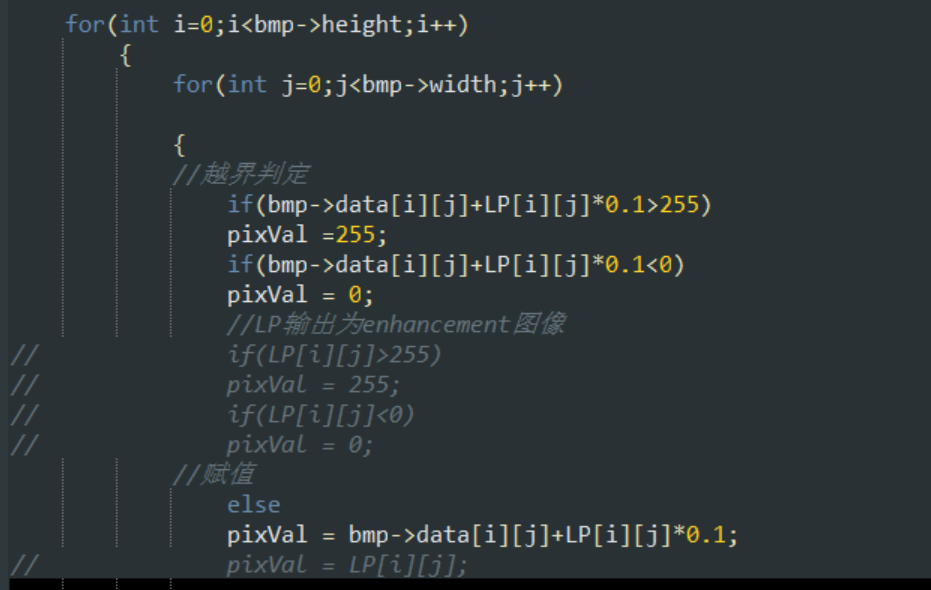 for(int i=0;i<bmp->height;i++)
{
for(int j=0;j<bmp->width;j++)
{
//越界判定
if(bmp->data[i][j]+LP[i][j]*0.1>255)
pixVal =255;
if(bmp->data[i][j]+LP[i][j]*0.1<0)
pixVal = 0;
//LP输出为enhancement图像
// if(LP[i][j]>255)
// pixVal = 255;
// if(LP[i][j]<0)
// pixVal = 0;
//赋值
else
pixVal = bmp->data[i][j]+LP[i][j]*0.1;
// pixVal = LP[i][j];